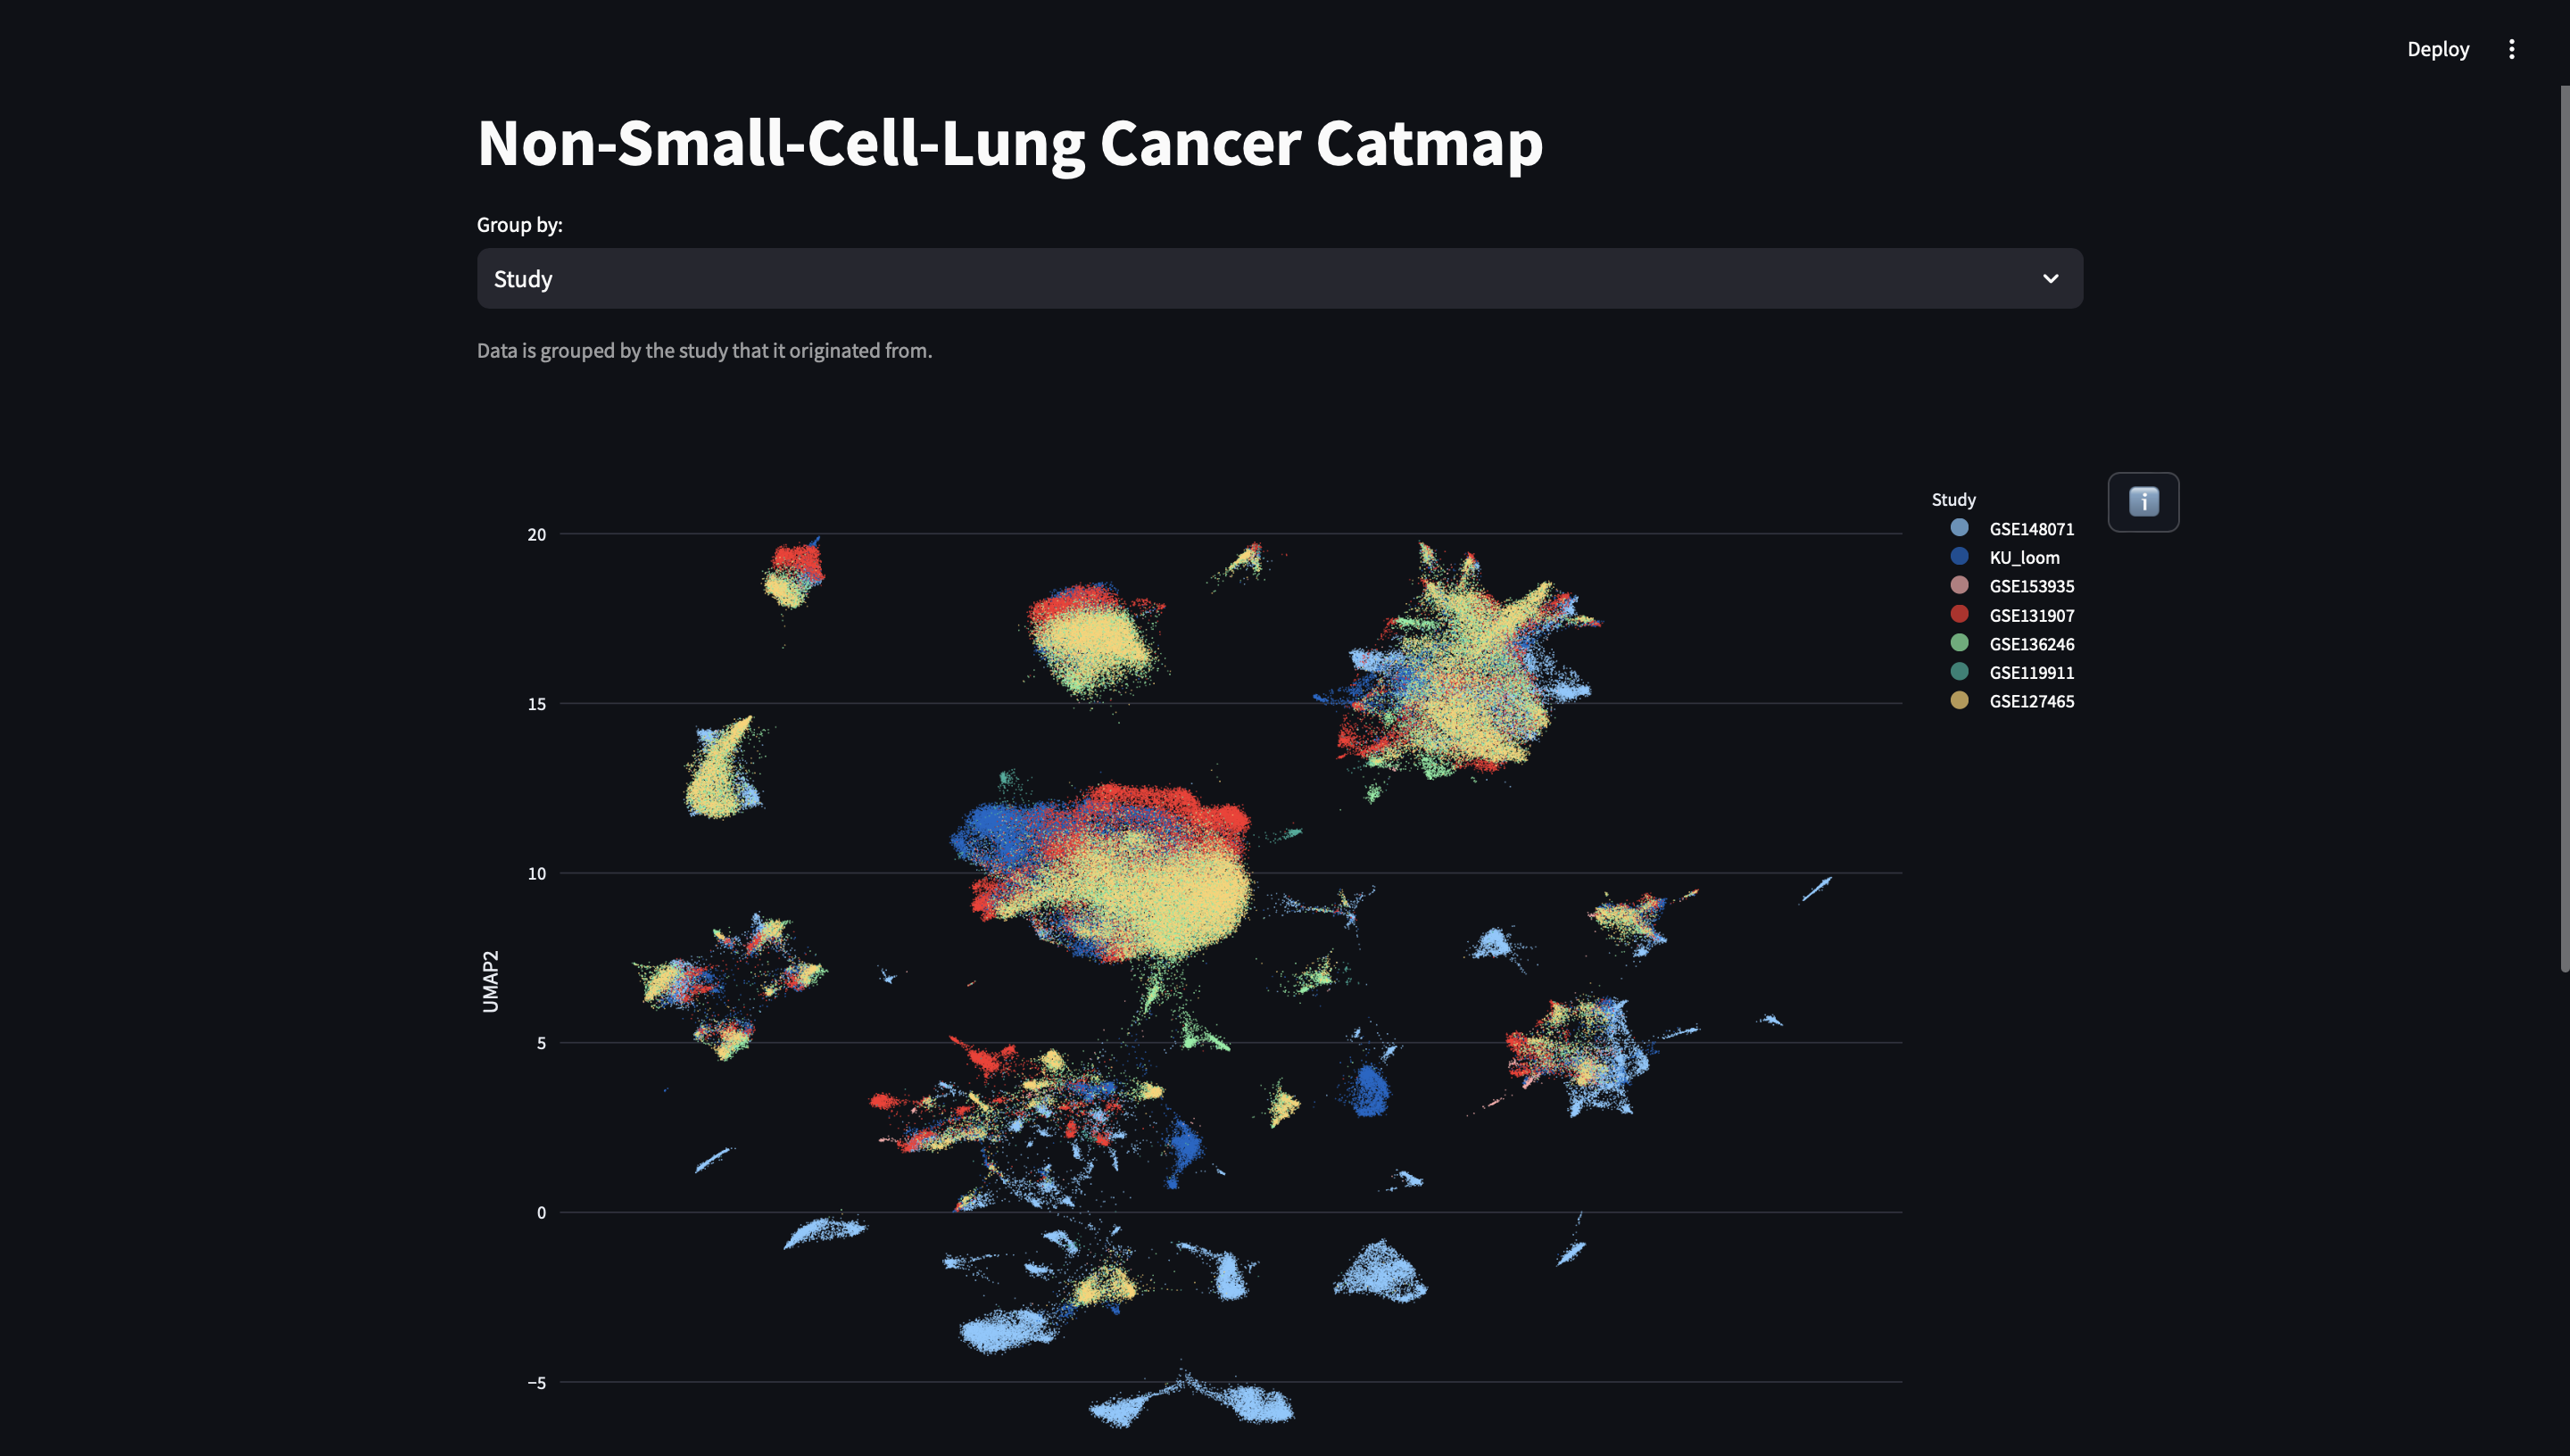 Deploy
Non-Small-Cell-Lung Cancer Catmap
Group by:
Study
Data is grouped by the study that it originated from.
Study
GSE148071
KU_loom
GSE153935
GSE131907
GSE136246
GSE119911
GSE127465
i
20
15
10
5
0
−5
UMAP2